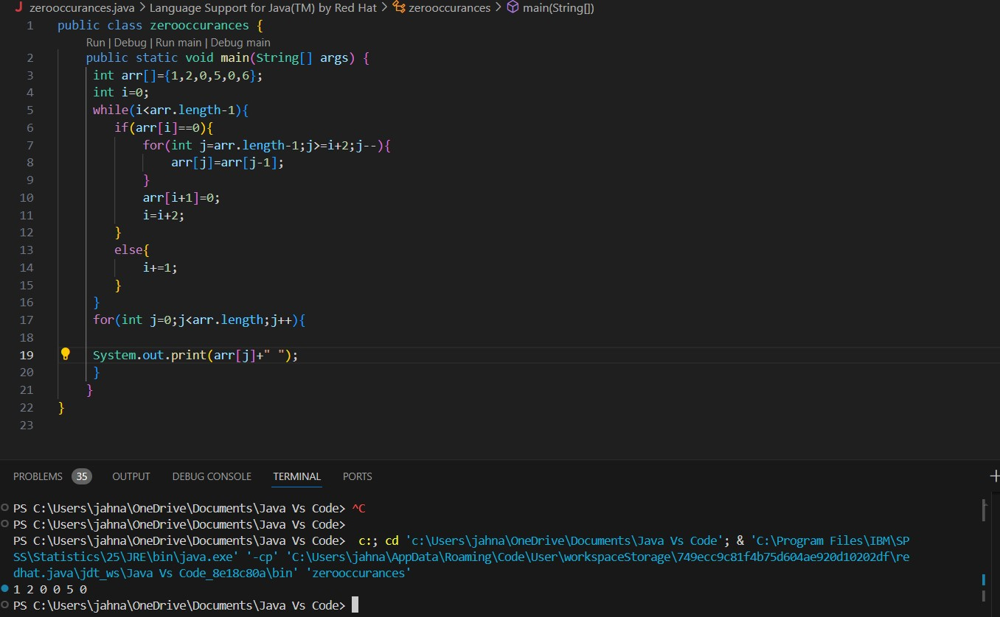 zerooccurances.java > Language Support for Java(TM) by Red Hat > zerooccurances > main(String[])
1 public class zerooccurances {
Run | Debug | Run main | Debug main
2 public static void main(String[] args) {
3 int arr[]={1,2,0,5,0,6};
4 int i=0;
5 while(i<arr.length-1){
6 if(arr[i]==0){
7 for(int j=arr.length-1;j>=i+2;j--){
8 arr[j]=arr[j-1];
9 }
10 arr[i+1]=0;
11 i=i+2;
12 }
13 else{
14 i+=1;
15 }
16 }
17 for(int j=0;j<arr.length;j++){
18
19 System.out.print(arr[j]+" ");
20 }
21 }
22 }
23
PROBLEMS 35 OUTPUT DEBUG CONSOLE TERMINAL PORTS
PS C:\Users\jahna\OneDrive\Documents\Java Vs Code> ^C
PS C:\Users\jahna\OneDrive\Documents\Java Vs Code>
PS C:\Users\jahna\OneDrive\Documents\Java Vs Code>  c:; cd 'c:\Users\jahna\OneDrive\Documents\Java Vs Code'; & 'C:\Program Files\IBM\SP
SS\Statistics\25\JRE\bin\java.exe' '-cp' 'C:\Users\jahna\AppData\Roaming\Code\User\workspaceStorage\749ecc9c81f4b75d604ae920d10202df\re
dhat.java\jdt_ws\Java Vs Code_8e18c80a\bin' 'zerooccurances'
1 2 0 0 5 0
PS C:\Users\jahna\OneDrive\Documents\Java Vs Code>